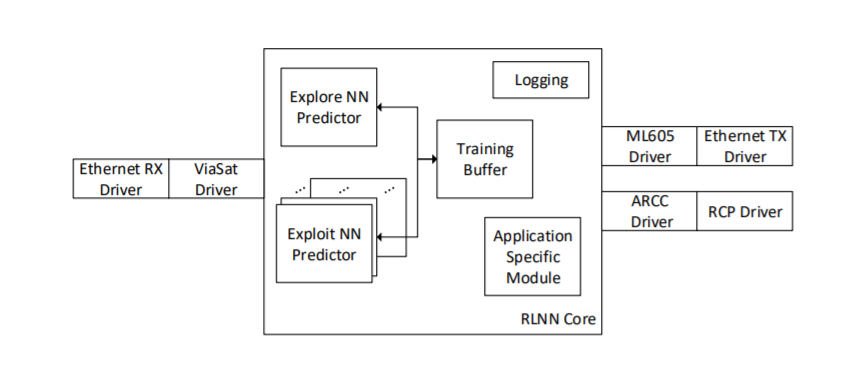 Logging
Explore NN
Predictor
Training
Buffer
ML605
Driver
Ethernet TX
Driver
Ethernet RX
Driver
ViaSat
Driver
ARCC
Driver
RCP Driver
Exploit NN
Predictor
Application
Specific
Module
RLNN Core